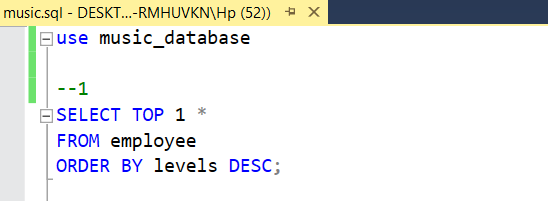 music.sql - DESKT...-RMHUVKN\Hp (52))
use music_database
--1
SELECT TOP 1 *
FROM employee
ORDER BY levels DESC;